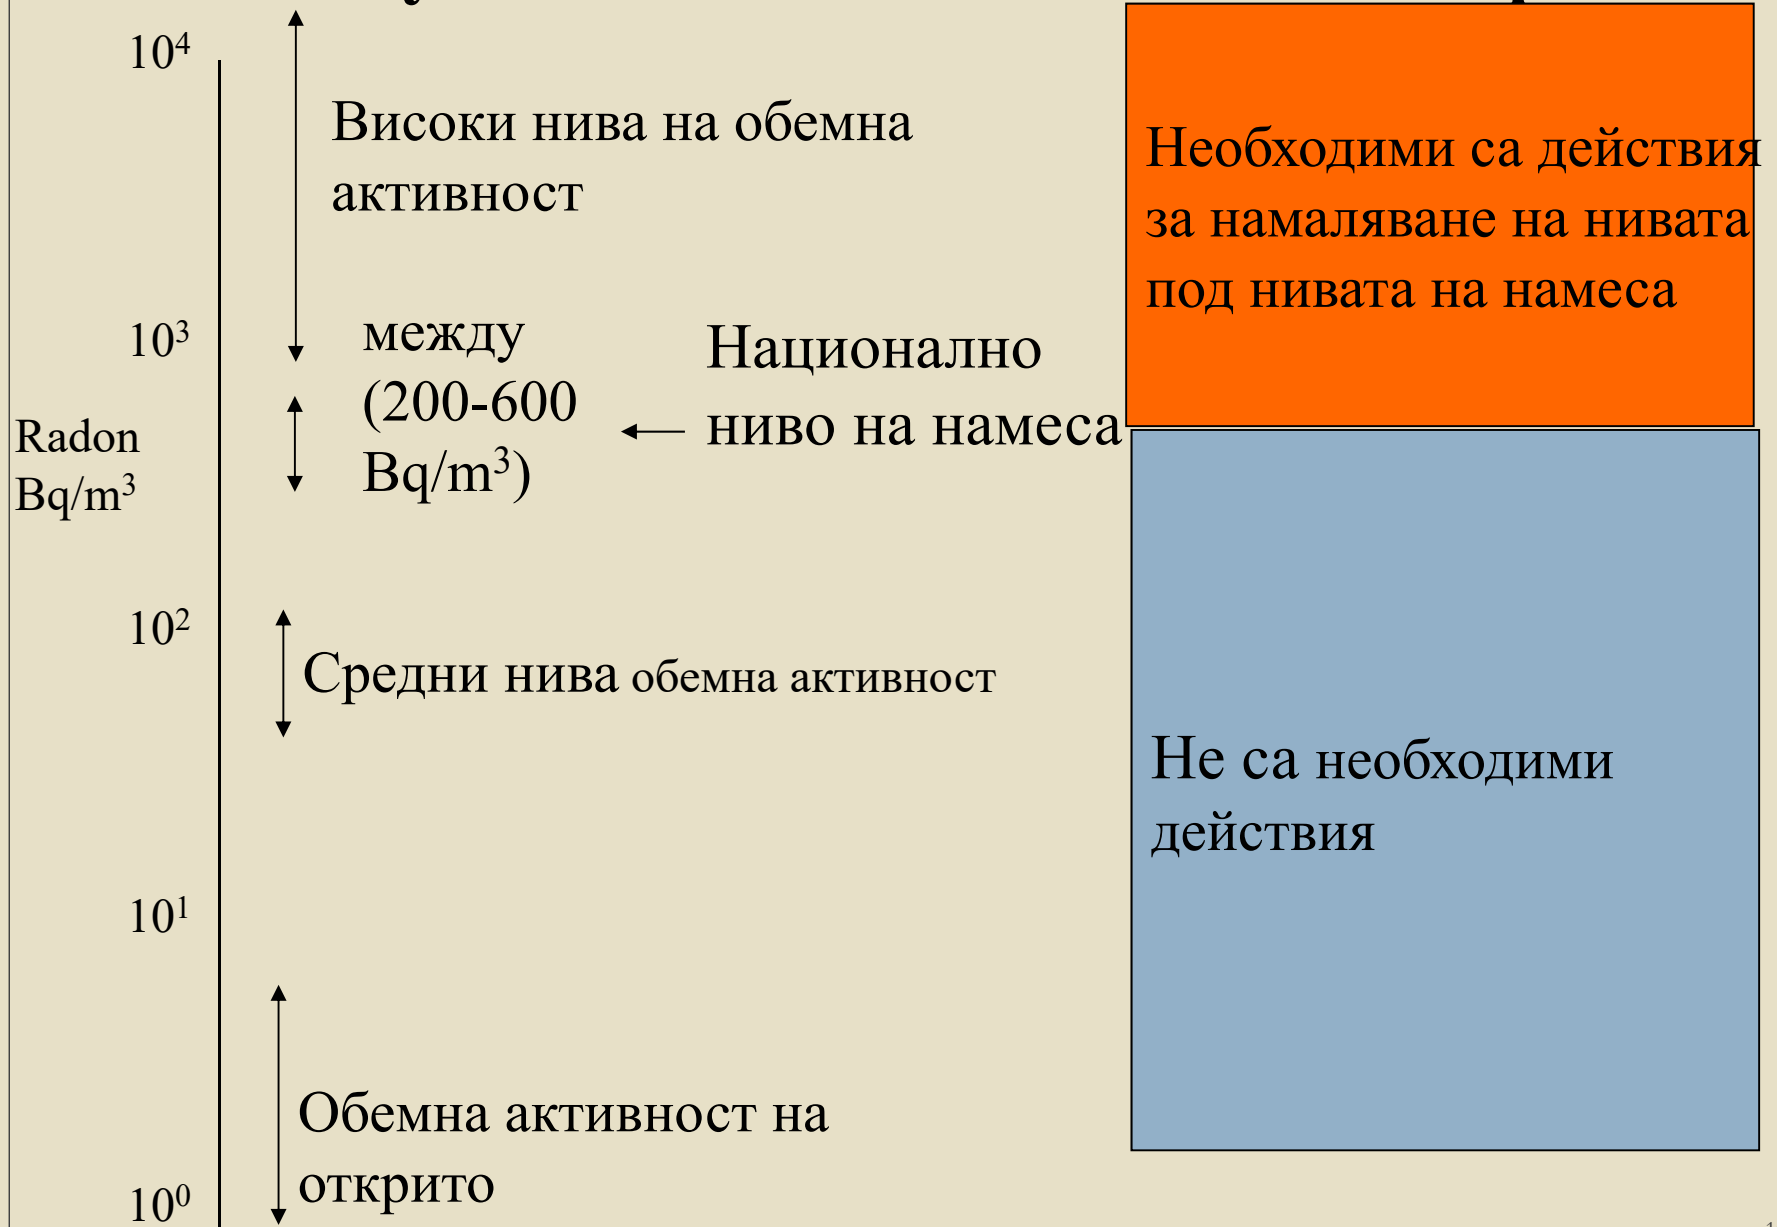 10⁴
Високи нива на обемна
активност
Необходими са действия
за намаляване на нивата
под нивата на намеса
10³
между
(200-600
Bq/m³)
Национално
ниво на намеса
Radon
Bq/m³
10²
Средни нива обемна активност
Не са необходими
действия
10¹
Обемна активност на
открито
10⁰